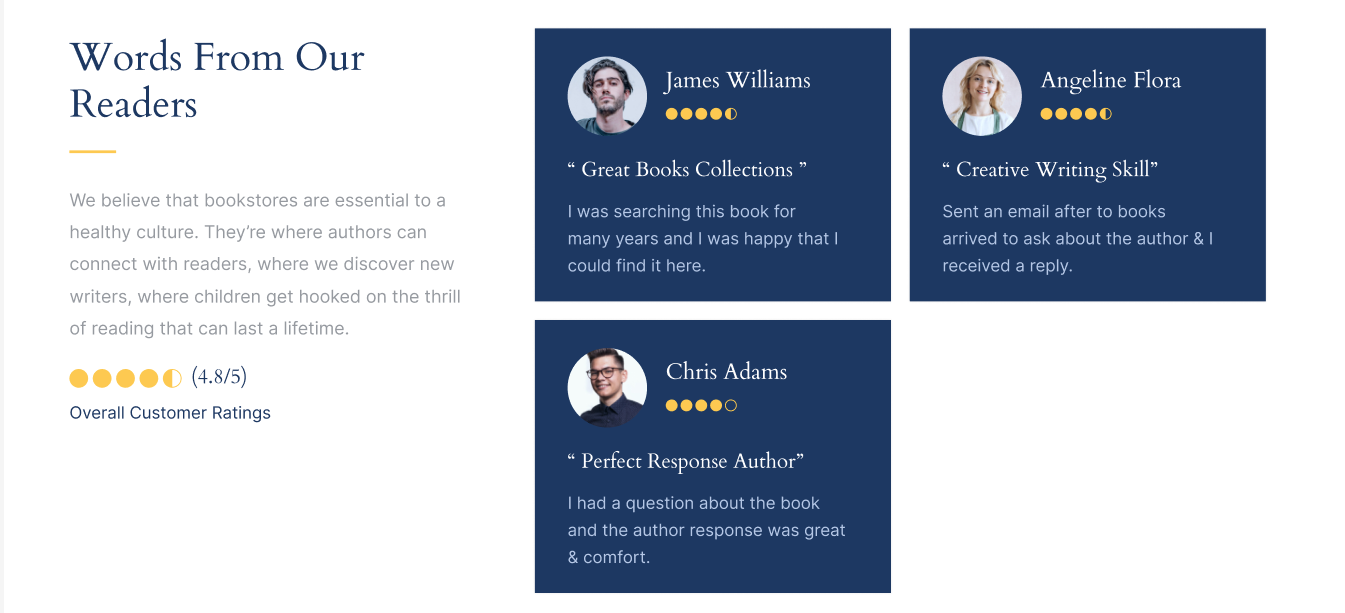 Words From Our
Readers
We believe that bookstores are essential to a
healthy culture. They’re where authors can
connect with readers, where we discover new
writers, where children get hooked on the thrill
of reading that can last a lifetime.
(4.8/5)
Overall Customer Ratings
James Williams
“ Great Books Collections ”
I was searching this book for
many years and I was happy that I
could find it here.
Angeline Flora
“ Creative Writing Skill”
Sent an email after to books
arrived to ask about the author & I
received a reply.
Chris Adams
“ Perfect Response Author”
I had a question about the book
and the author response was great
& comfort.